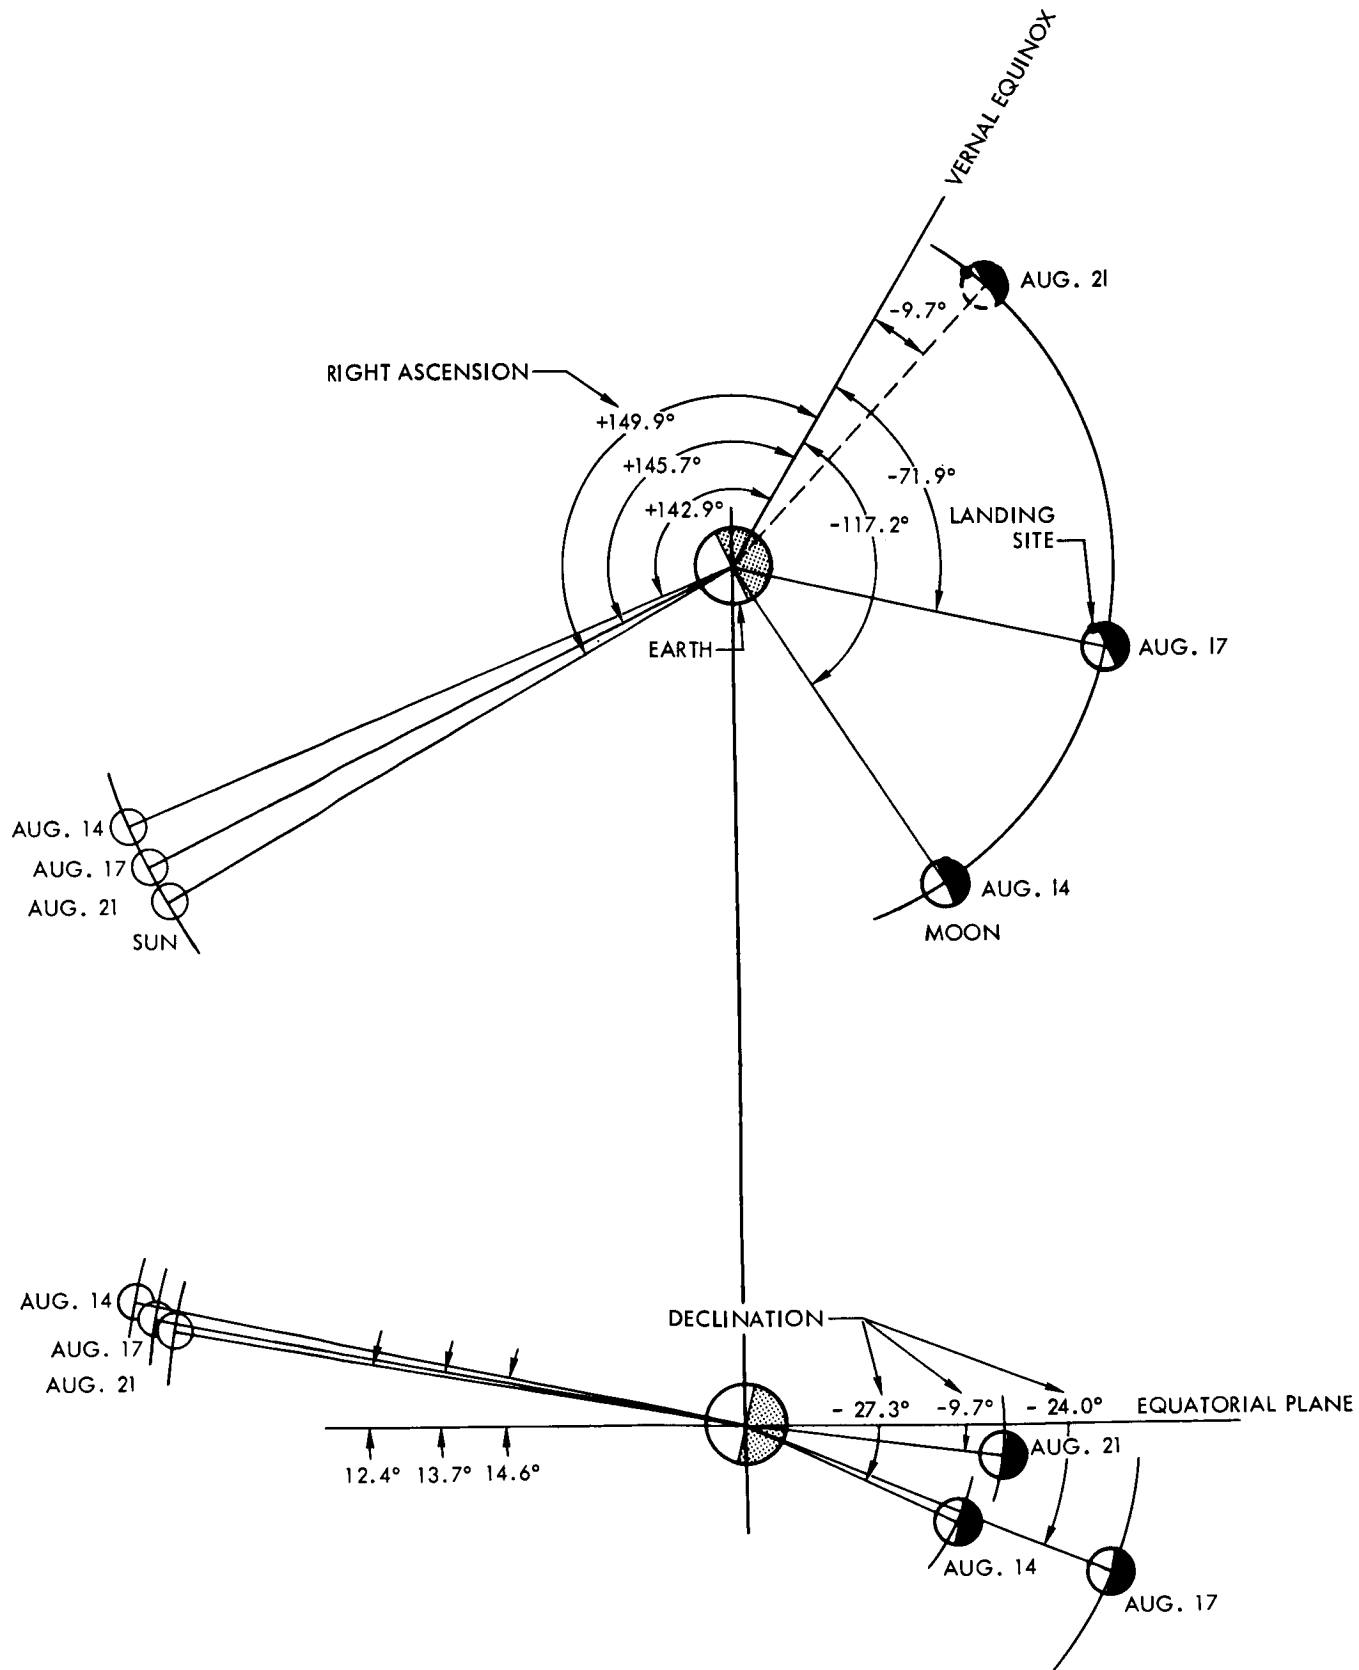 VERNAL EQUINOX
AUG. 21
-9.7°
RIGHT ASCENSION
+149.9°
+145.7°
-71.9°
+142.9°
-117.2°
LANDING
SITE
EARTH
AUG. 17
AUG. 14
AUG. 17
AUG. 21
SUN
AUG. 14
MOON
AUG. 14
AUG. 17
AUG. 21
DECLINATION
- 27.3°
-9.7°
- 24.0°
EQUATORIAL PLANE
AUG. 21
12.4°
13.7°
14.6°
AUG. 14
AUG. 17